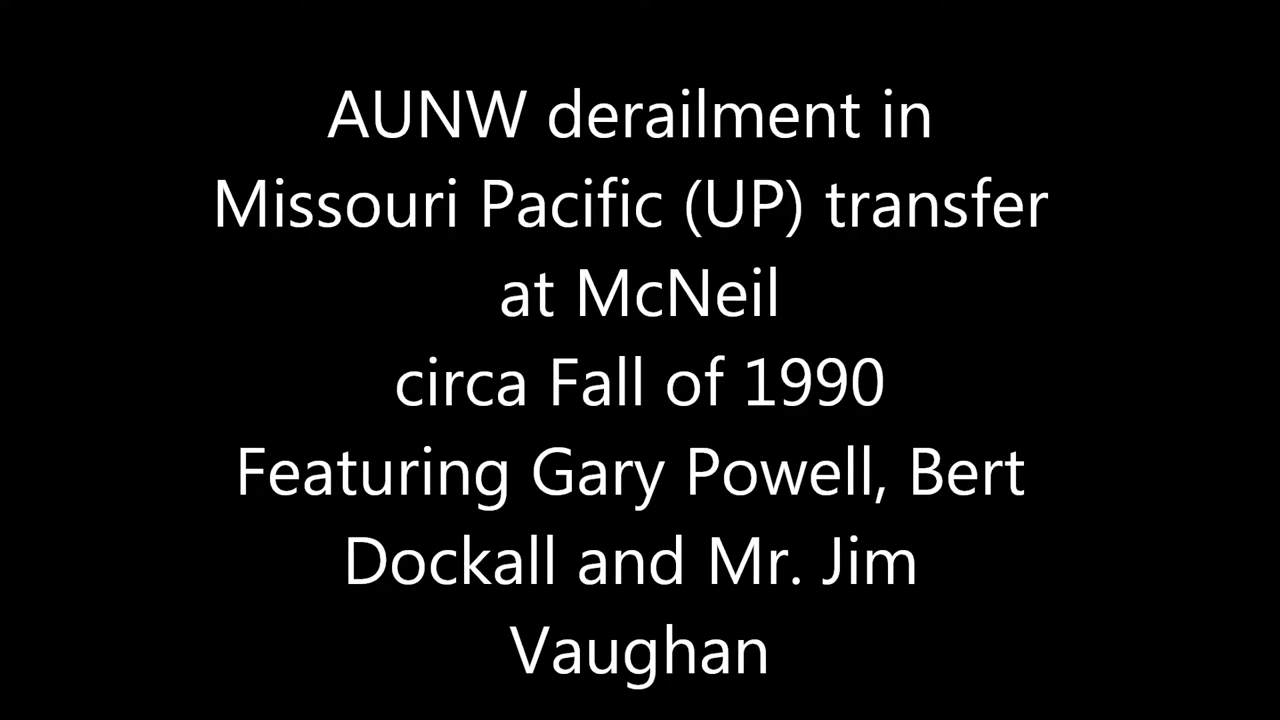 AUNW derailment in
Missouri Pacific (UP) transfer
at McNeil
circa Fall of 1990
Featuring Gary Powell, Bert
Dockall and Mr. Jim
Vaughan